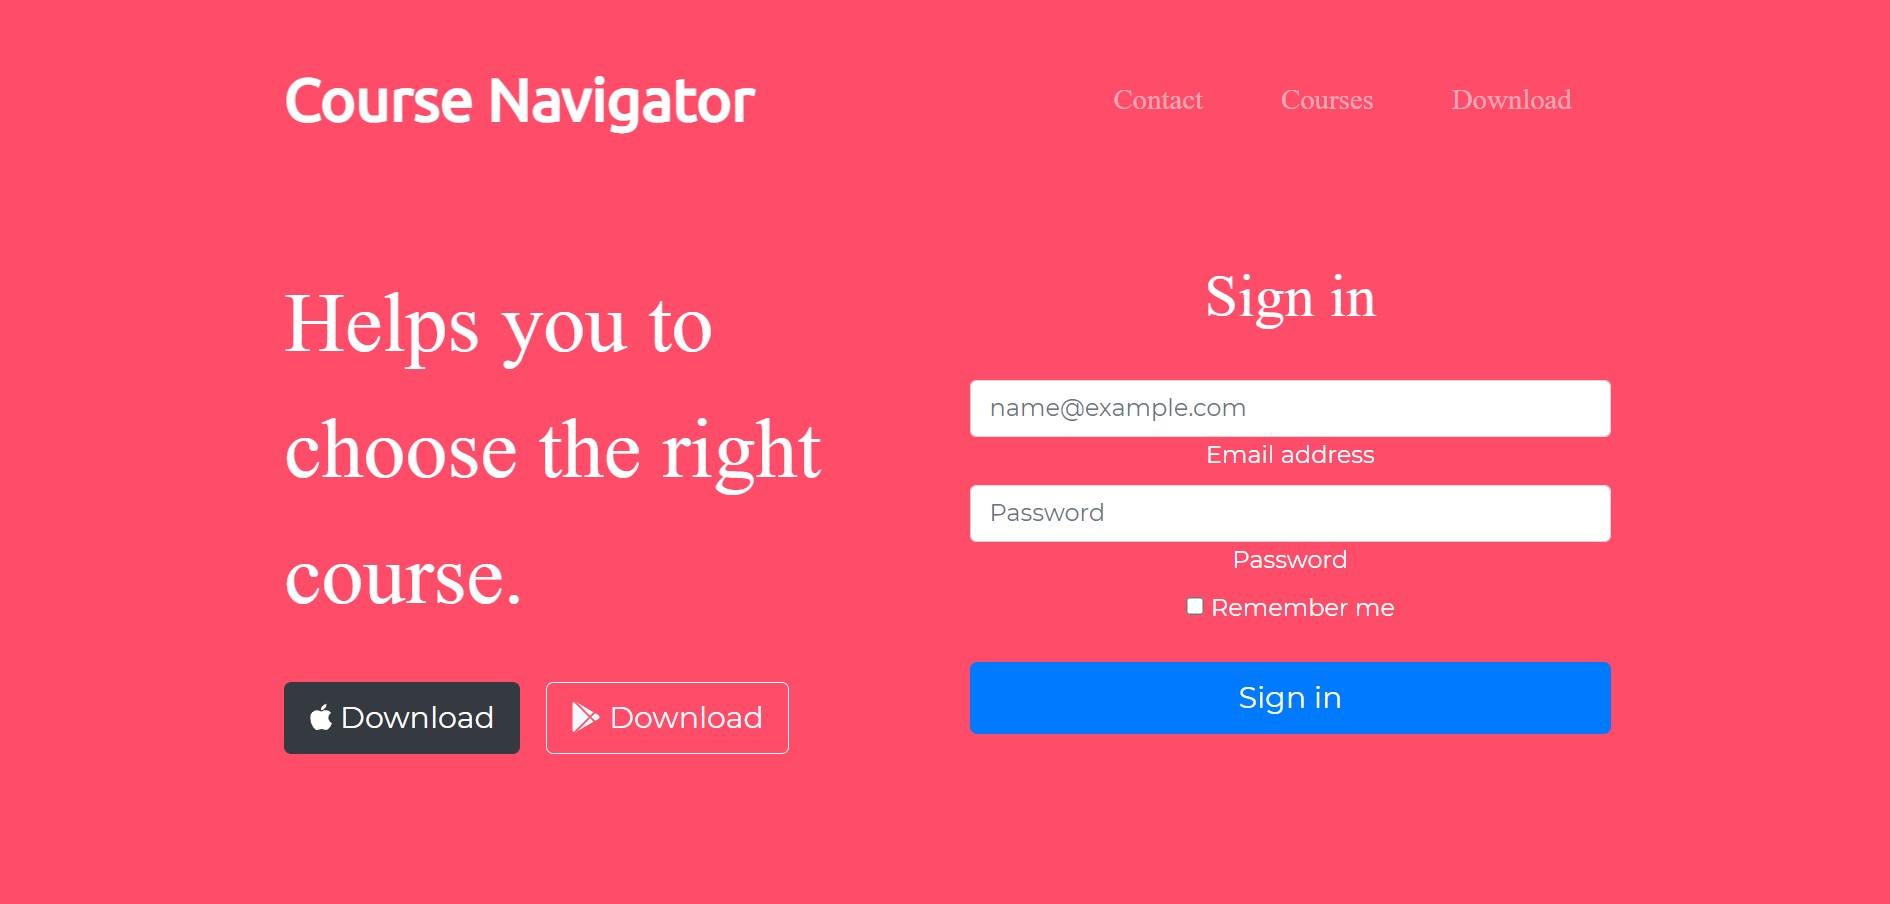 Course Navigator
Contact
Courses
Download
Helps you to
choose the right
course.
Download
Download
Sign in
name@example.com
Email address
Password
Password
Remember me
Sign in